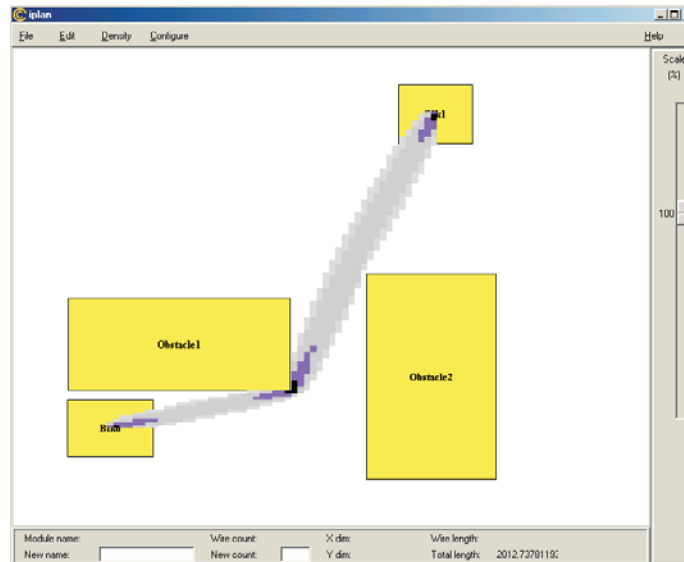 iplan
File Edit Density Configure Help
Scale
(%)
100
Obstacle1
Obstacle2
Module name: Wire count: X dim: Wire length:
New name: New count: Y dim: Total length: 2012.7378119